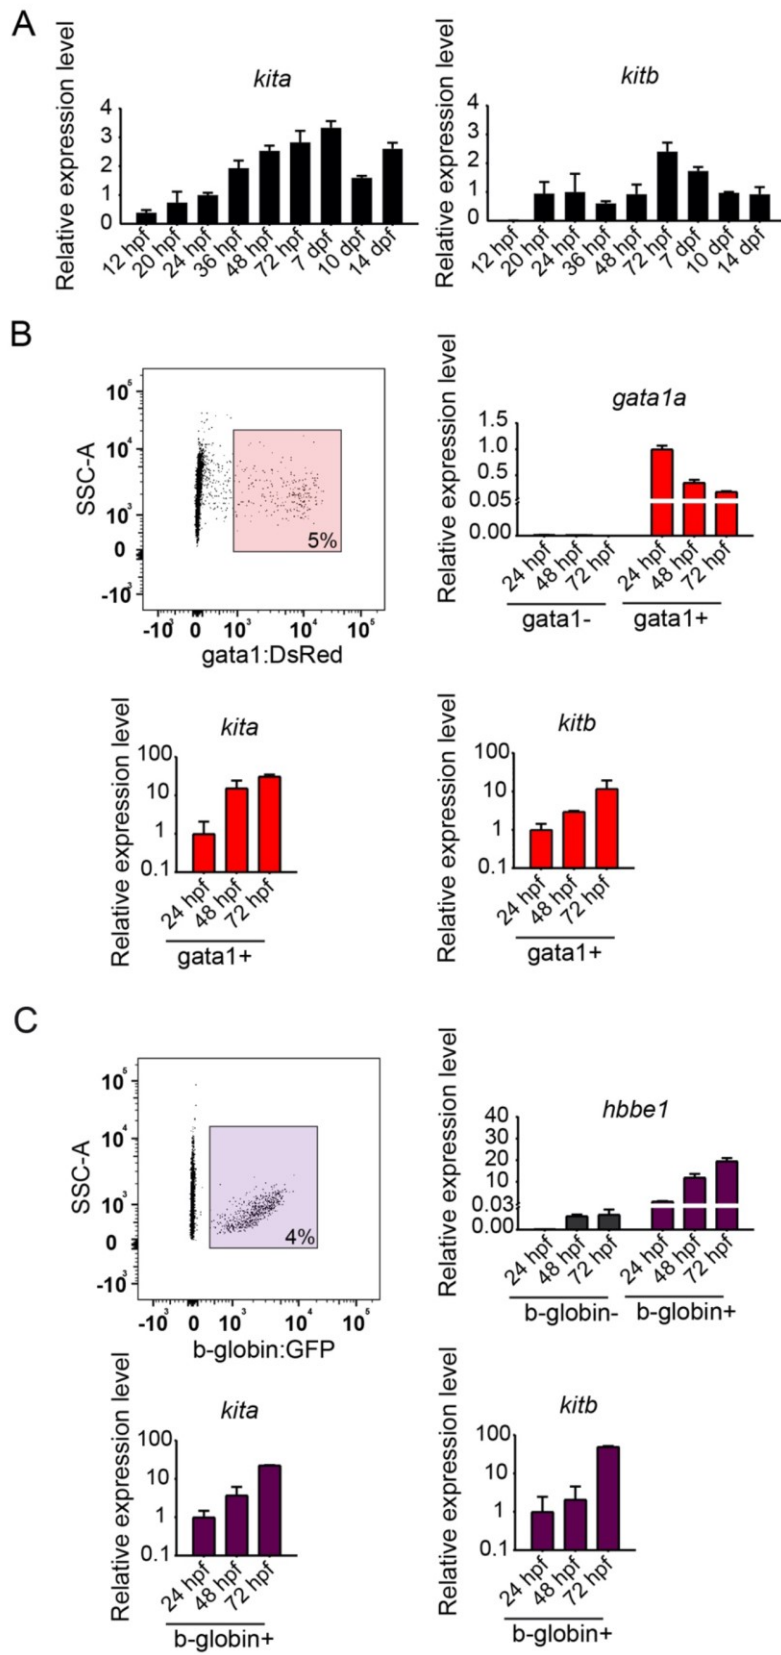 A
kita
Relative expression level
4
3
2
1
0
12 hpf
20 hpf
24 hpf
36 hpf
48 hpf
72 hpf
7 dpf
10 dpf
14 dpf
kitb
Relative expression level
4
3
2
1
0
12 hpf
20 hpf
24 hpf
36 hpf
48 hpf
72 hpf
7 dpf
10 dpf
14 dpf
B
SSC-A
10⁵
10⁴
10³
0
-10³
5%
-10³ 0 10³ 10⁴ 10⁵
gata1:DsRed
gata1a
Relative expression level
1.5
1.0
0.5
0.05
0.00
24 hpf
48 hpf
72 hpf
24 hpf
48 hpf
72 hpf
gata1- gata1+
kita
Relative expression level
100
10
1
0.1
24 hpf
48 hpf
72 hpf
gata1+
kitb
Relative expression level
100
10
1
0.1
24 hpf
48 hpf
72 hpf
gata1+
C
SSC-A
10⁵
10⁴
10³
0
-10³
4%
-10³ 0 10³ 10⁴ 10⁵
b-globin:GFP
hbbe1
Relative expression level
40
30
20
10
0.03
0.00
24 hpf
48 hpf
72 hpf
24 hpf
48 hpf
72 hpf
b-globin- b-globin+
kita
Relative expression level
100
10
1
0.1
24 hpf
48 hpf
72 hpf
b-globin+
kitb
Relative expression level
100
10
1
0.1
24 hpf
48 hpf
72 hpf
b-globin+